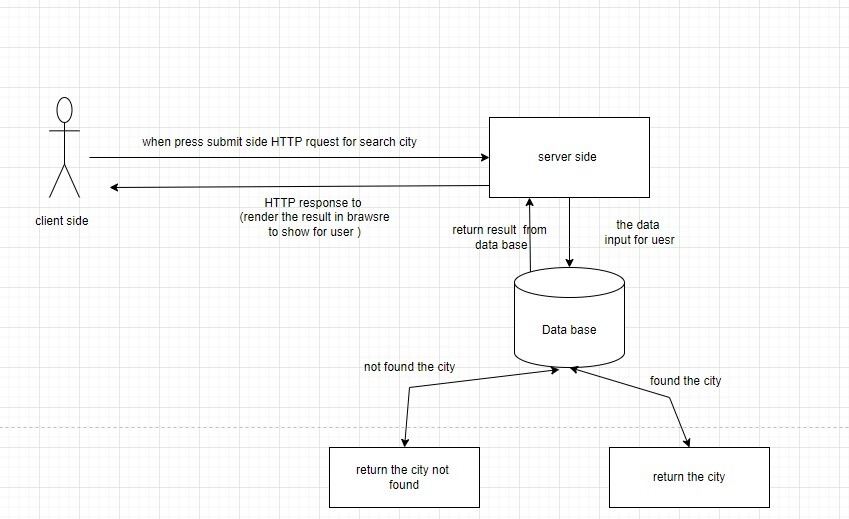 when press submit side HTTP rquest for search city
server side
client side
HTTP response to
(render the result in brawsre
to show for user )
return result from
data base
the data
input for uesr
Data base
not found the city
found the city
return the city not
found
return the city